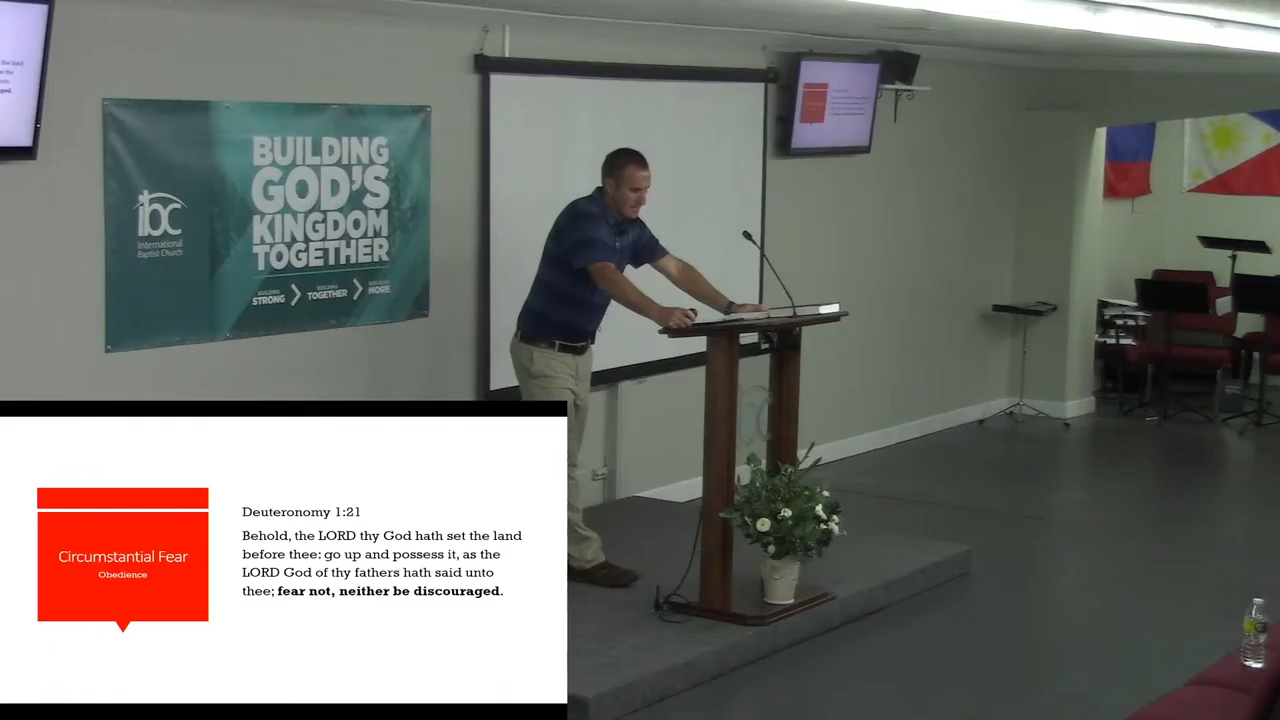 BUILDING
GOD'S
KINGDOM
TOGETHER
ibc
International
Baptist Church
BUILDING
STRONG
BUILDING
TOGETHER
MORE
Circumstantial Fear
Obedience
Deuteronomy 1:21
Behold, the LORD thy God hath set the land
before thee: go up and possess it, as the
LORD God of thy fathers hath said unto
thee; fear not, neither be discouraged.